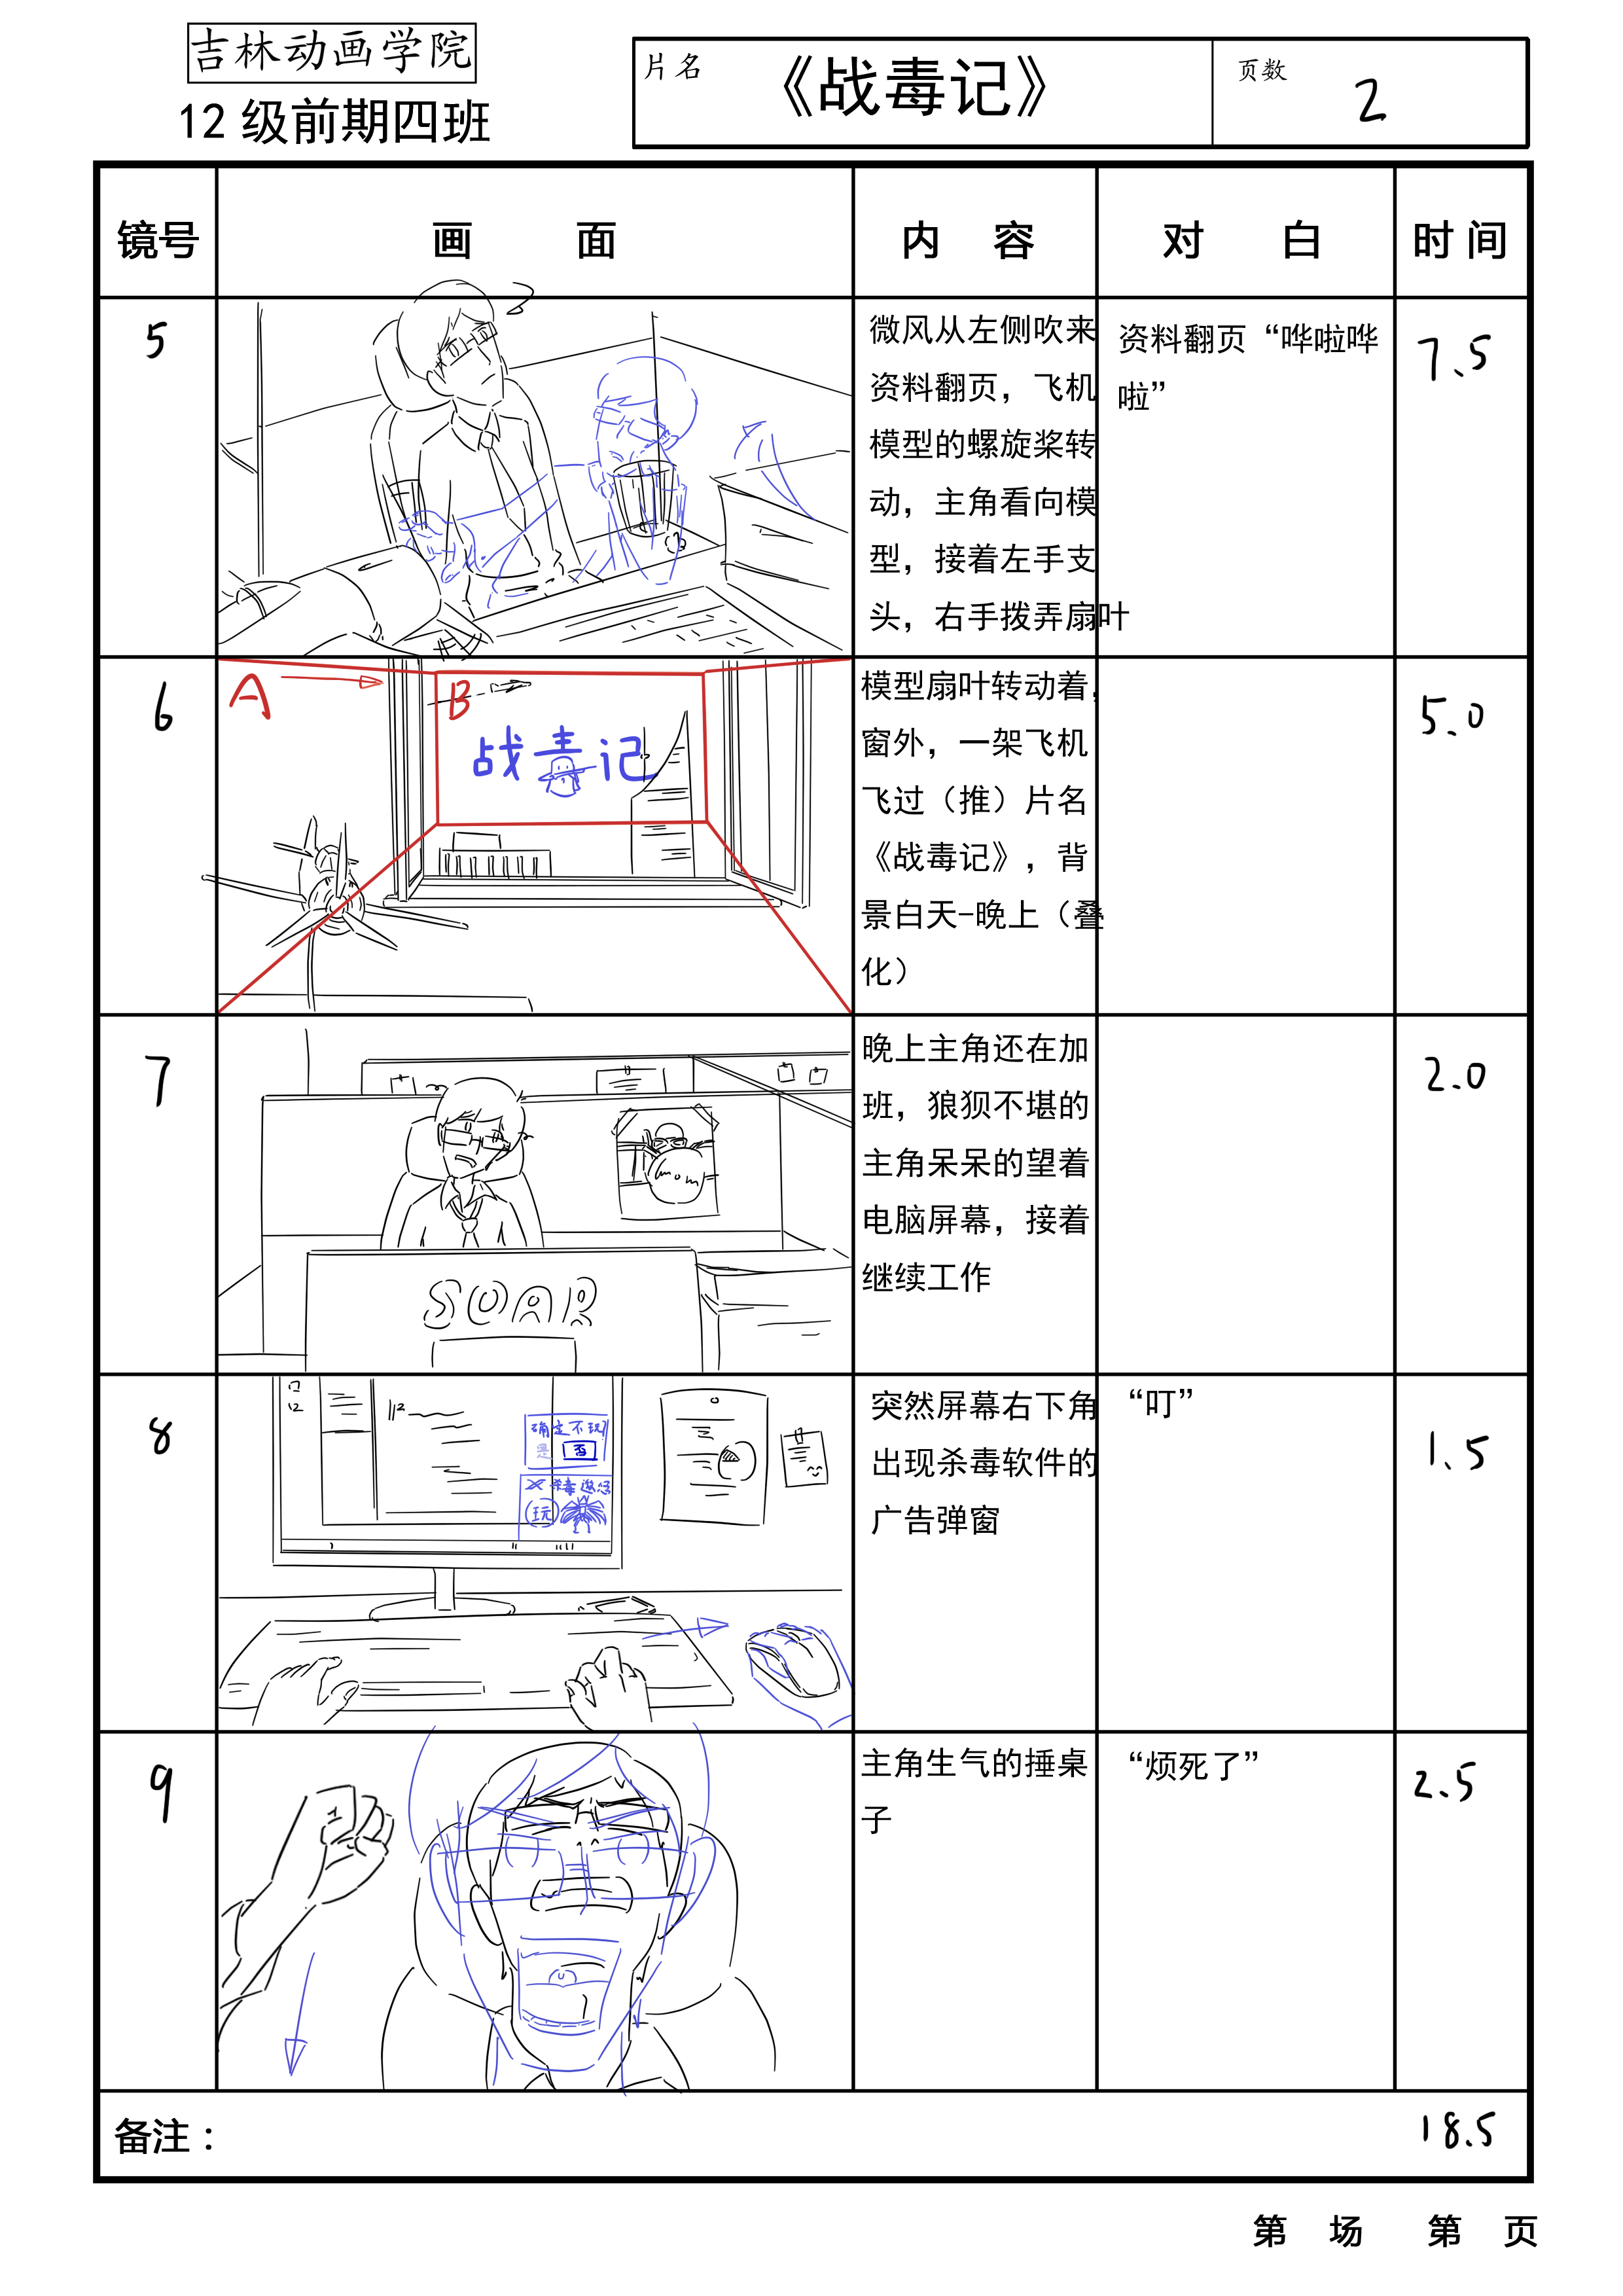 吉林动画学院
12 级前期四班
片名
《战毒记》
页数
2
镜号
画 面
内 容
对 白
时 间
5
微风从左侧吹来
资料翻页，飞机
模型的螺旋桨转
动，主角看向模
型，接着左手支
头，右手拨弄扇叶
资料翻页“哗啦哗
啦”
7.5
6
A
B
战毒记
模型扇叶转动着，
窗外，一架飞机
飞过（推）片名
《战毒记》，背
景白天-晚上（叠
化）
5.0
7
SOAR
晚上主角还在加
班，狼狈不堪的
主角呆呆的望着
电脑屏幕，接着
继续工作
2.0
8
确定不玩?
是 否
玩
突然屏幕右下角
出现杀毒软件的
广告弹窗
“叮”
1.5
9
主角生气的捶桌
子
“烦死了”
2.5
备注：
18.5
第 场 第 页